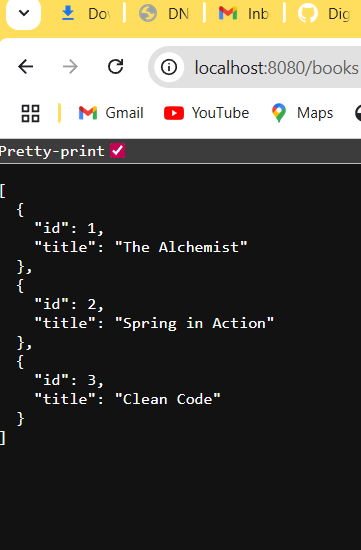 Do
DN
Inb
Dig
localhost:8080/books
Gmail
YouTube
Maps
Pretty-print
[
  {
    "id": 1,
    "title": "The Alchemist"
  },
  {
    "id": 2,
    "title": "Spring in Action"
  },
  {
    "id": 3,
    "title": "Clean Code"
  }
]